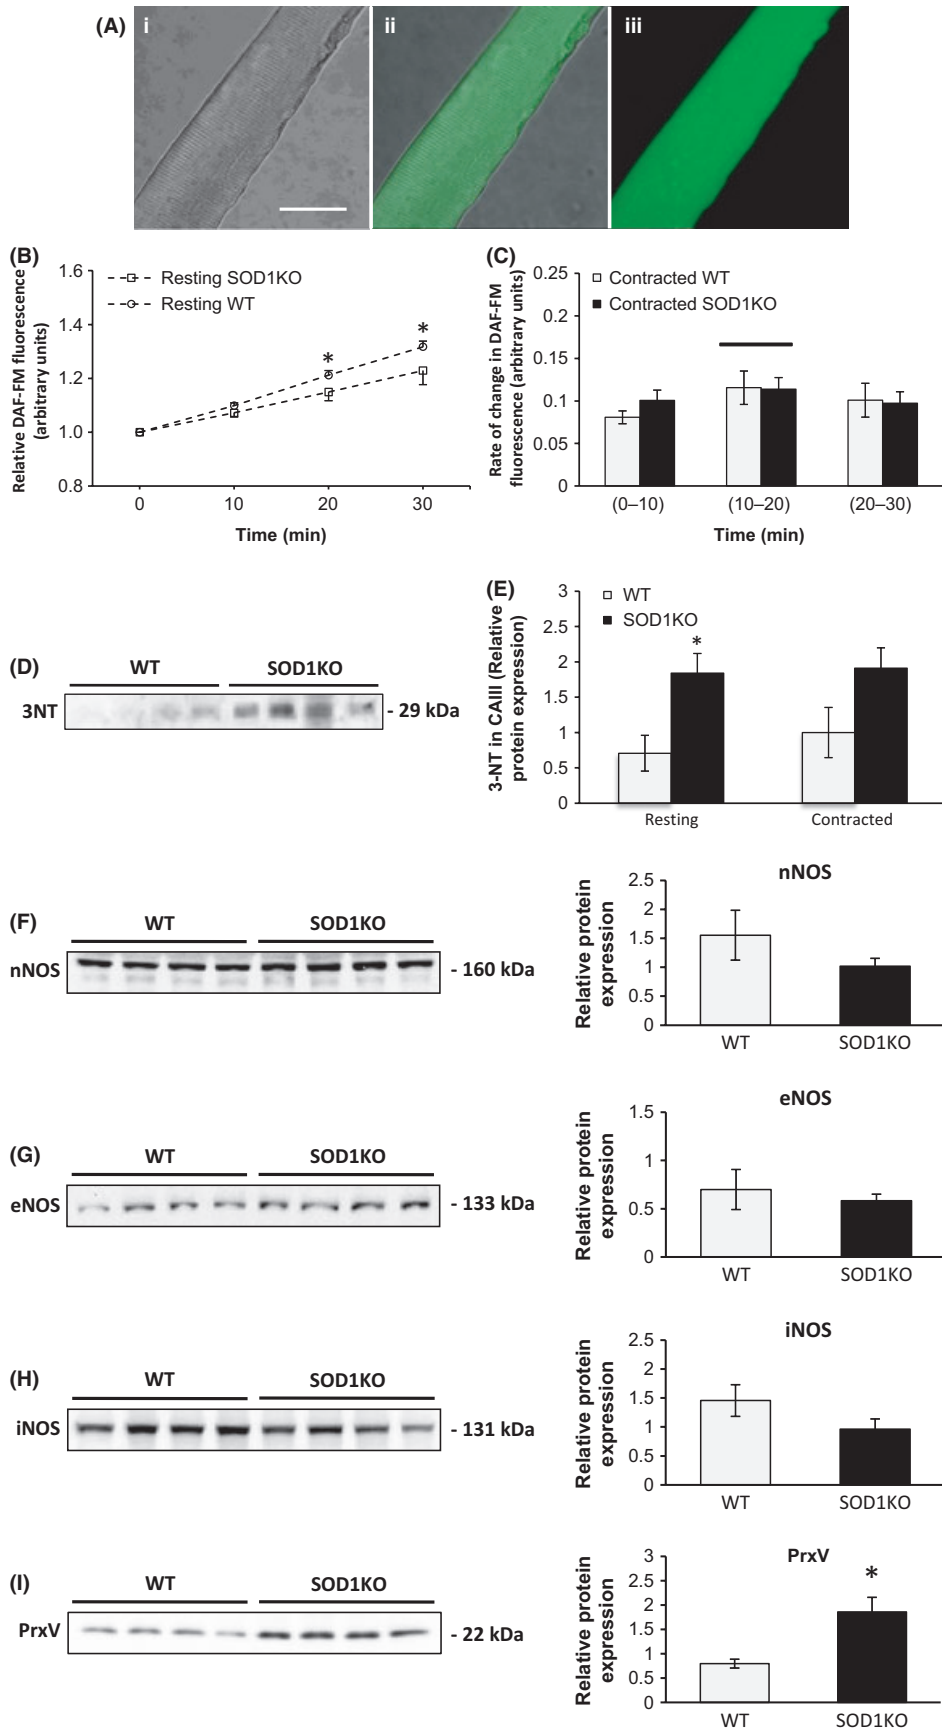 (A) i ii iii
(B)
Relative DAF-FM fluorescence
(arbitrary units)
1.6
1.4
1.2
1.0
0.8
Resting SOD1KO
Resting WT
*
*
0 10 20 30
Time (min)
(C)
Rate of change in DAF-FM
fluorescence (arbitrary units)
0.25
0.2
0.15
0.1
0.05
0
Contracted WT
Contracted SOD1KO
(0–10) (10–20) (20–30)
Time (min)
(D)
WT SOD1KO
3NT - 29 kDa
(E)
3-NT in CAIII (Relative
protein expression)
3
2.5
2
1.5
1
0.5
0
WT
SOD1KO
*
Resting Contracted
(F)
WT SOD1KO
nNOS - 160 kDa
nNOS
Relative protein
expression
2.5
2
1.5
1
0.5
0
WT SOD1KO
(G)
WT SOD1KO
eNOS - 133 kDa
eNOS
Relative protein
expression
1.5
1
0.5
0
WT SOD1KO
(H)
WT SOD1KO
iNOS - 131 kDa
iNOS
Relative protein
expression
2.5
2
1.5
1
0.5
0
WT SOD1KO
(I)
WT SOD1KO
PrxV - 22 kDa
PrxV
Relative protein
expression
3
2.5
2
1.5
1
0.5
0
*
WT SOD1KO